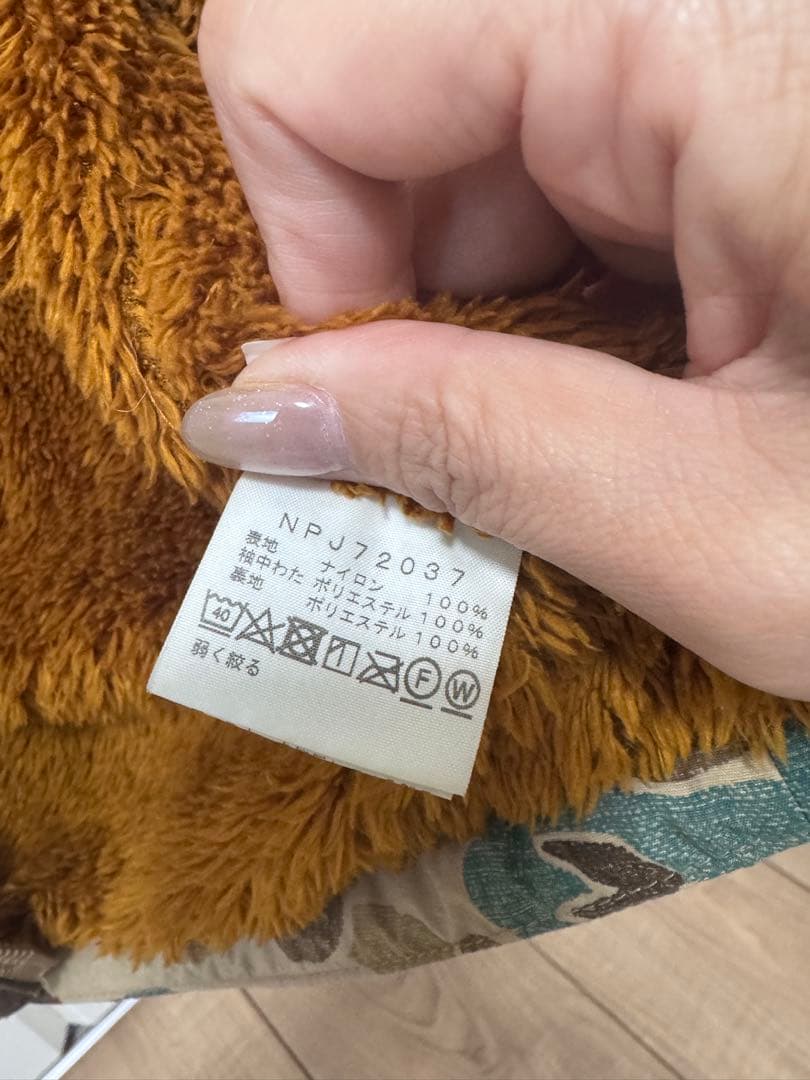 NPJ72037
表地 ナイロン 100%
袖中わた ポリエステル 100%
裏地 ポリエステル 100%
40 F W
弱く絞る